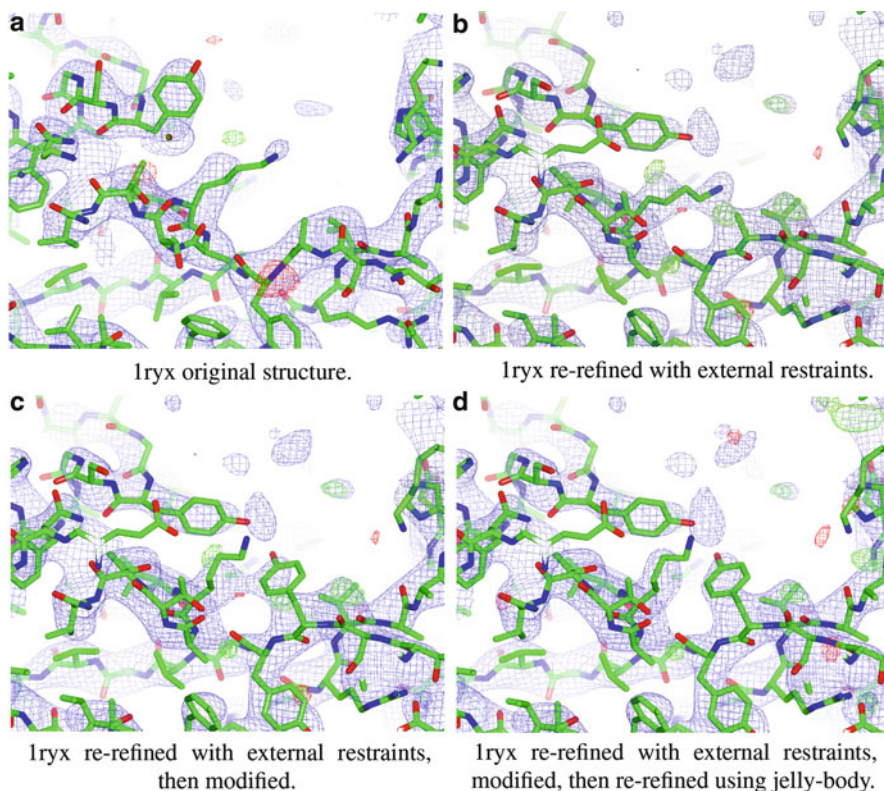 a
b
1ryx original structure.
1ryx re-refined with external restraints.
c
d
1ryx re-refined with external restraints,
then modified.
1ryx re-refined with external restraints,
modified, then re-refined using jelly-body.